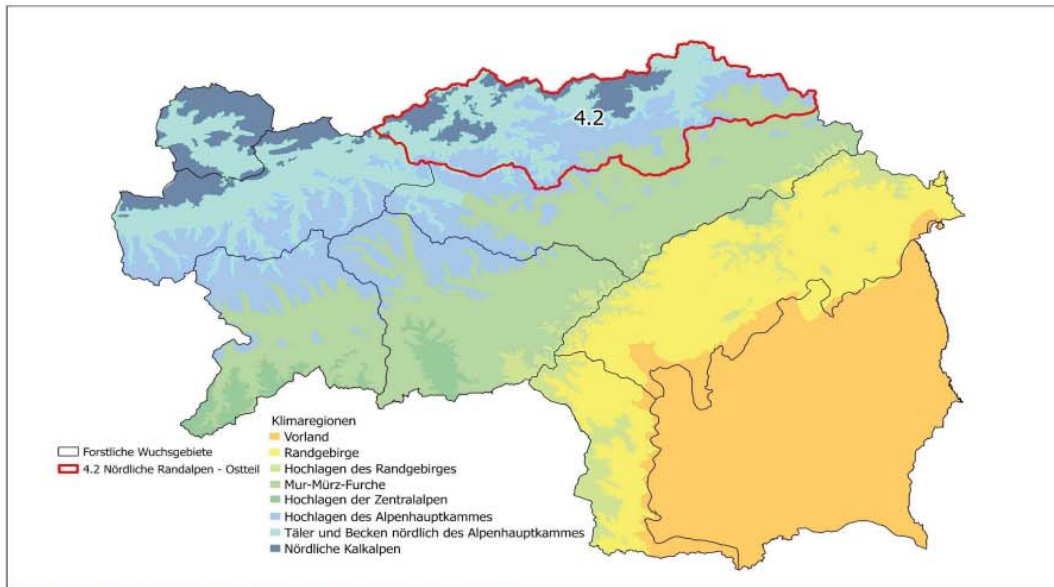 4.2
Forstliche Wuchsgebiete
4.2 Nördliche Randalpen - Ostteil
Klimaregionen
Vorland
Randgebirge
Hochlagen des Randgebirges
Mur-Mürz-Furche
Hochlagen der Zentralalpen
Hochlagen des Alpenhauptkammes
Täler und Becken nördlich des Alpenhauptkammes
Nördliche Kalkalpen